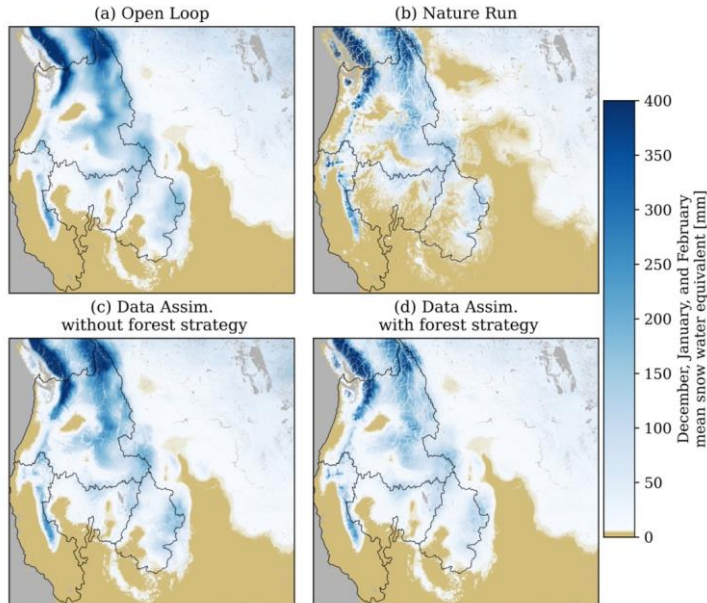 (a) Open Loop
(b) Nature Run
(c) Data Assim.
without forest strategy
(d) Data Assim.
with forest strategy
400
350
300
250
200
150
100
50
0
December, January, and February
mean snow water equivalent [mm]